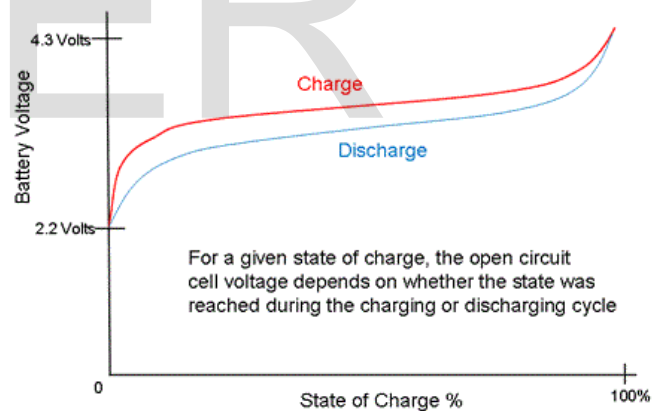 ER
4.3 Volts
Charge
Battery Voltage
Discharge
2.2 Volts
For a given state of charge, the open circuit
cell voltage depends on whether the state was
reached during the charging or discharging cycle
0
State of Charge %
100%